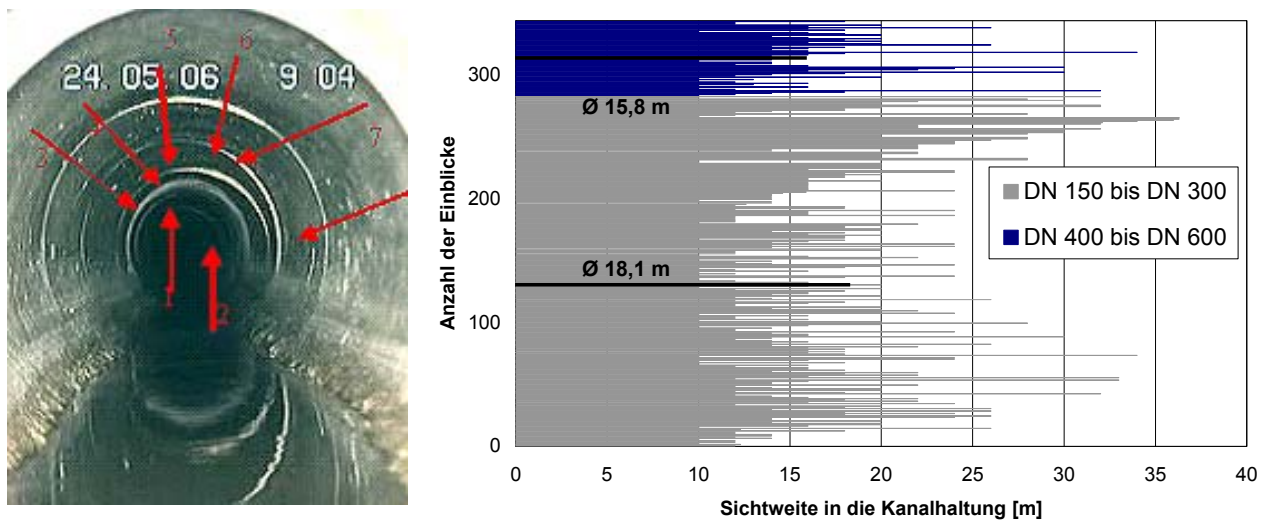 5
6
24.05.06 9 04
7
3
1
2
300
200
100
0
Anzahl der Einblicke
Ø 15,8 m
Ø 18,1 m
DN 150 bis DN 300
DN 400 bis DN 600
0 5 10 15 20 25 30 35 40
Sichtweite in die Kanalhaltung [m]